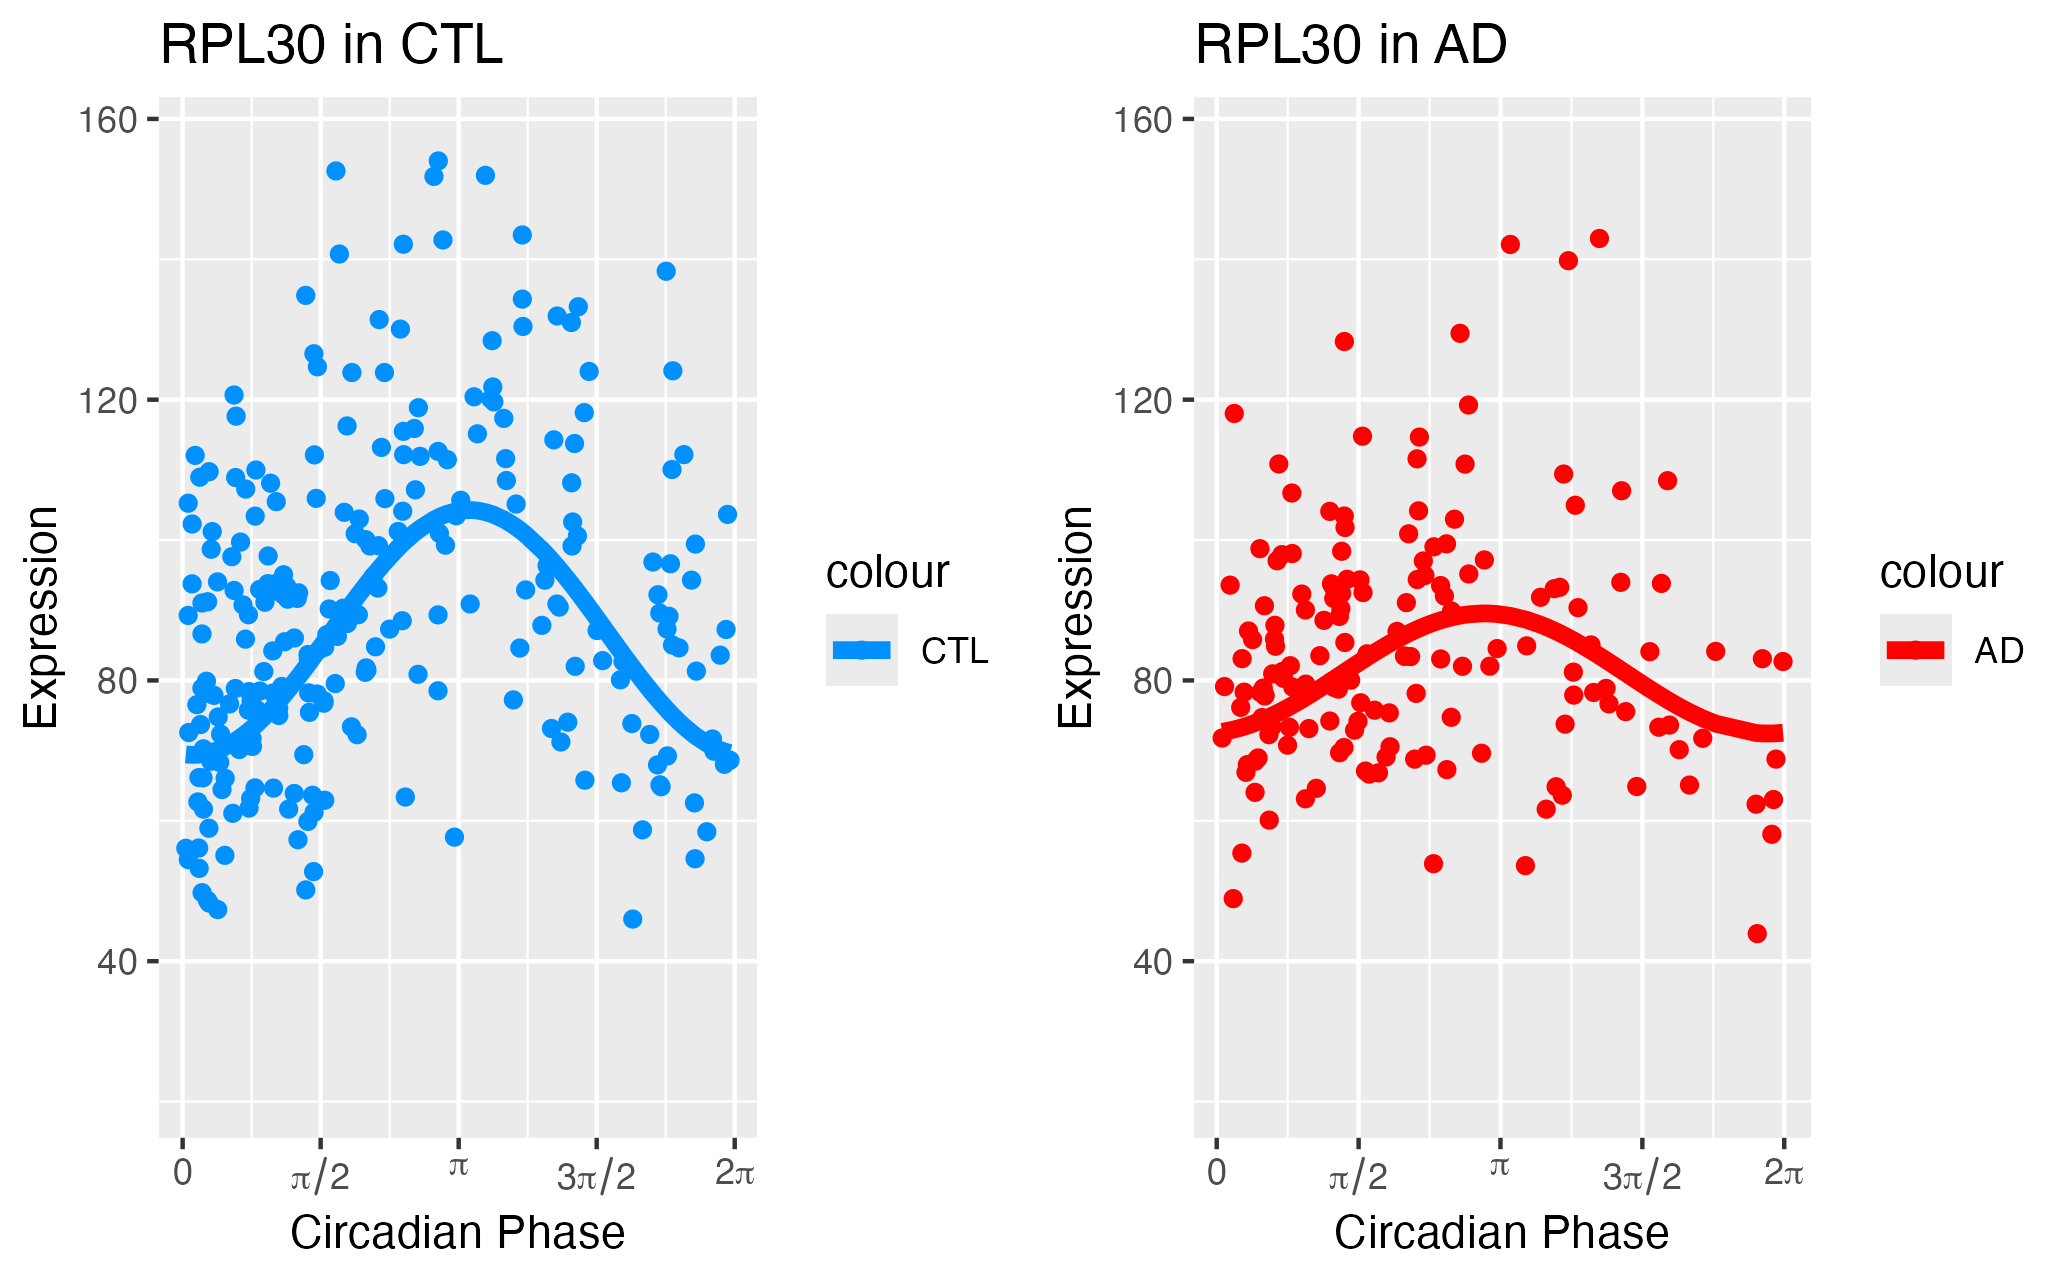 RPL30 in CTL
160
120
80
40
Expression
0 π/2 π 3π/2 2π
Circadian Phase
colour
CTL
RPL30 in AD
160
120
80
40
Expression
0 π/2 π 3π/2 2π
Circadian Phase
colour
AD